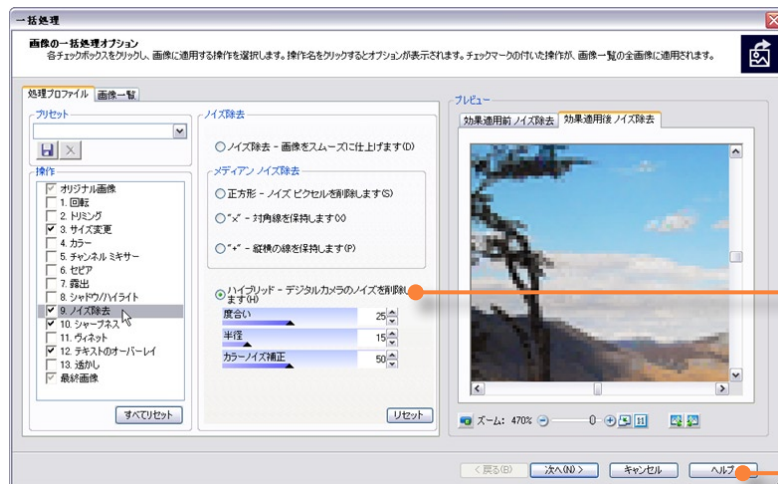 一括処理
画像の一括処理オプション
各チェックボックスをクリックし、画像に適用する操作を選択します。操作名をクリックするとオプションが表示されます。チェックマークの付いた操作が、画像一覧の全画像に適用されます。
処理プロファイル 画像一覧
プリセット
操作
オリジナル画像
1. 回転
2. トリミング
3. サイズ変更
4. カラー
5. チャンネル ミキサー
6. セピア
7. 露出
8. シャドウ/ハイライト
9. ノイズ除去
10. シャープネス
11. ヴィネット
12. テキストのオーバーレイ
13. 透かし
最終画像
すべてリセット
ノイズ除去
ノイズ除去 - 画像をスムーズに仕上げます(D)
メディアン ノイズ除去
正方形 - ノイズ ピクセルを削除します(S)
"x" - 対角線を保持します(X)
"+" - 縦横の線を保持します(P)
ハイブリッド - デジタルカメラのノイズを削除し
ます(H)
度合い 25
半径 15
カラーノイズ補正 50
リセット
プレビュー
効果適用前 ノイズ除去 効果適用後 ノイズ除去
ズーム: 470%
< 戻る(B) 次へ(N) > キャンセル ヘルプ